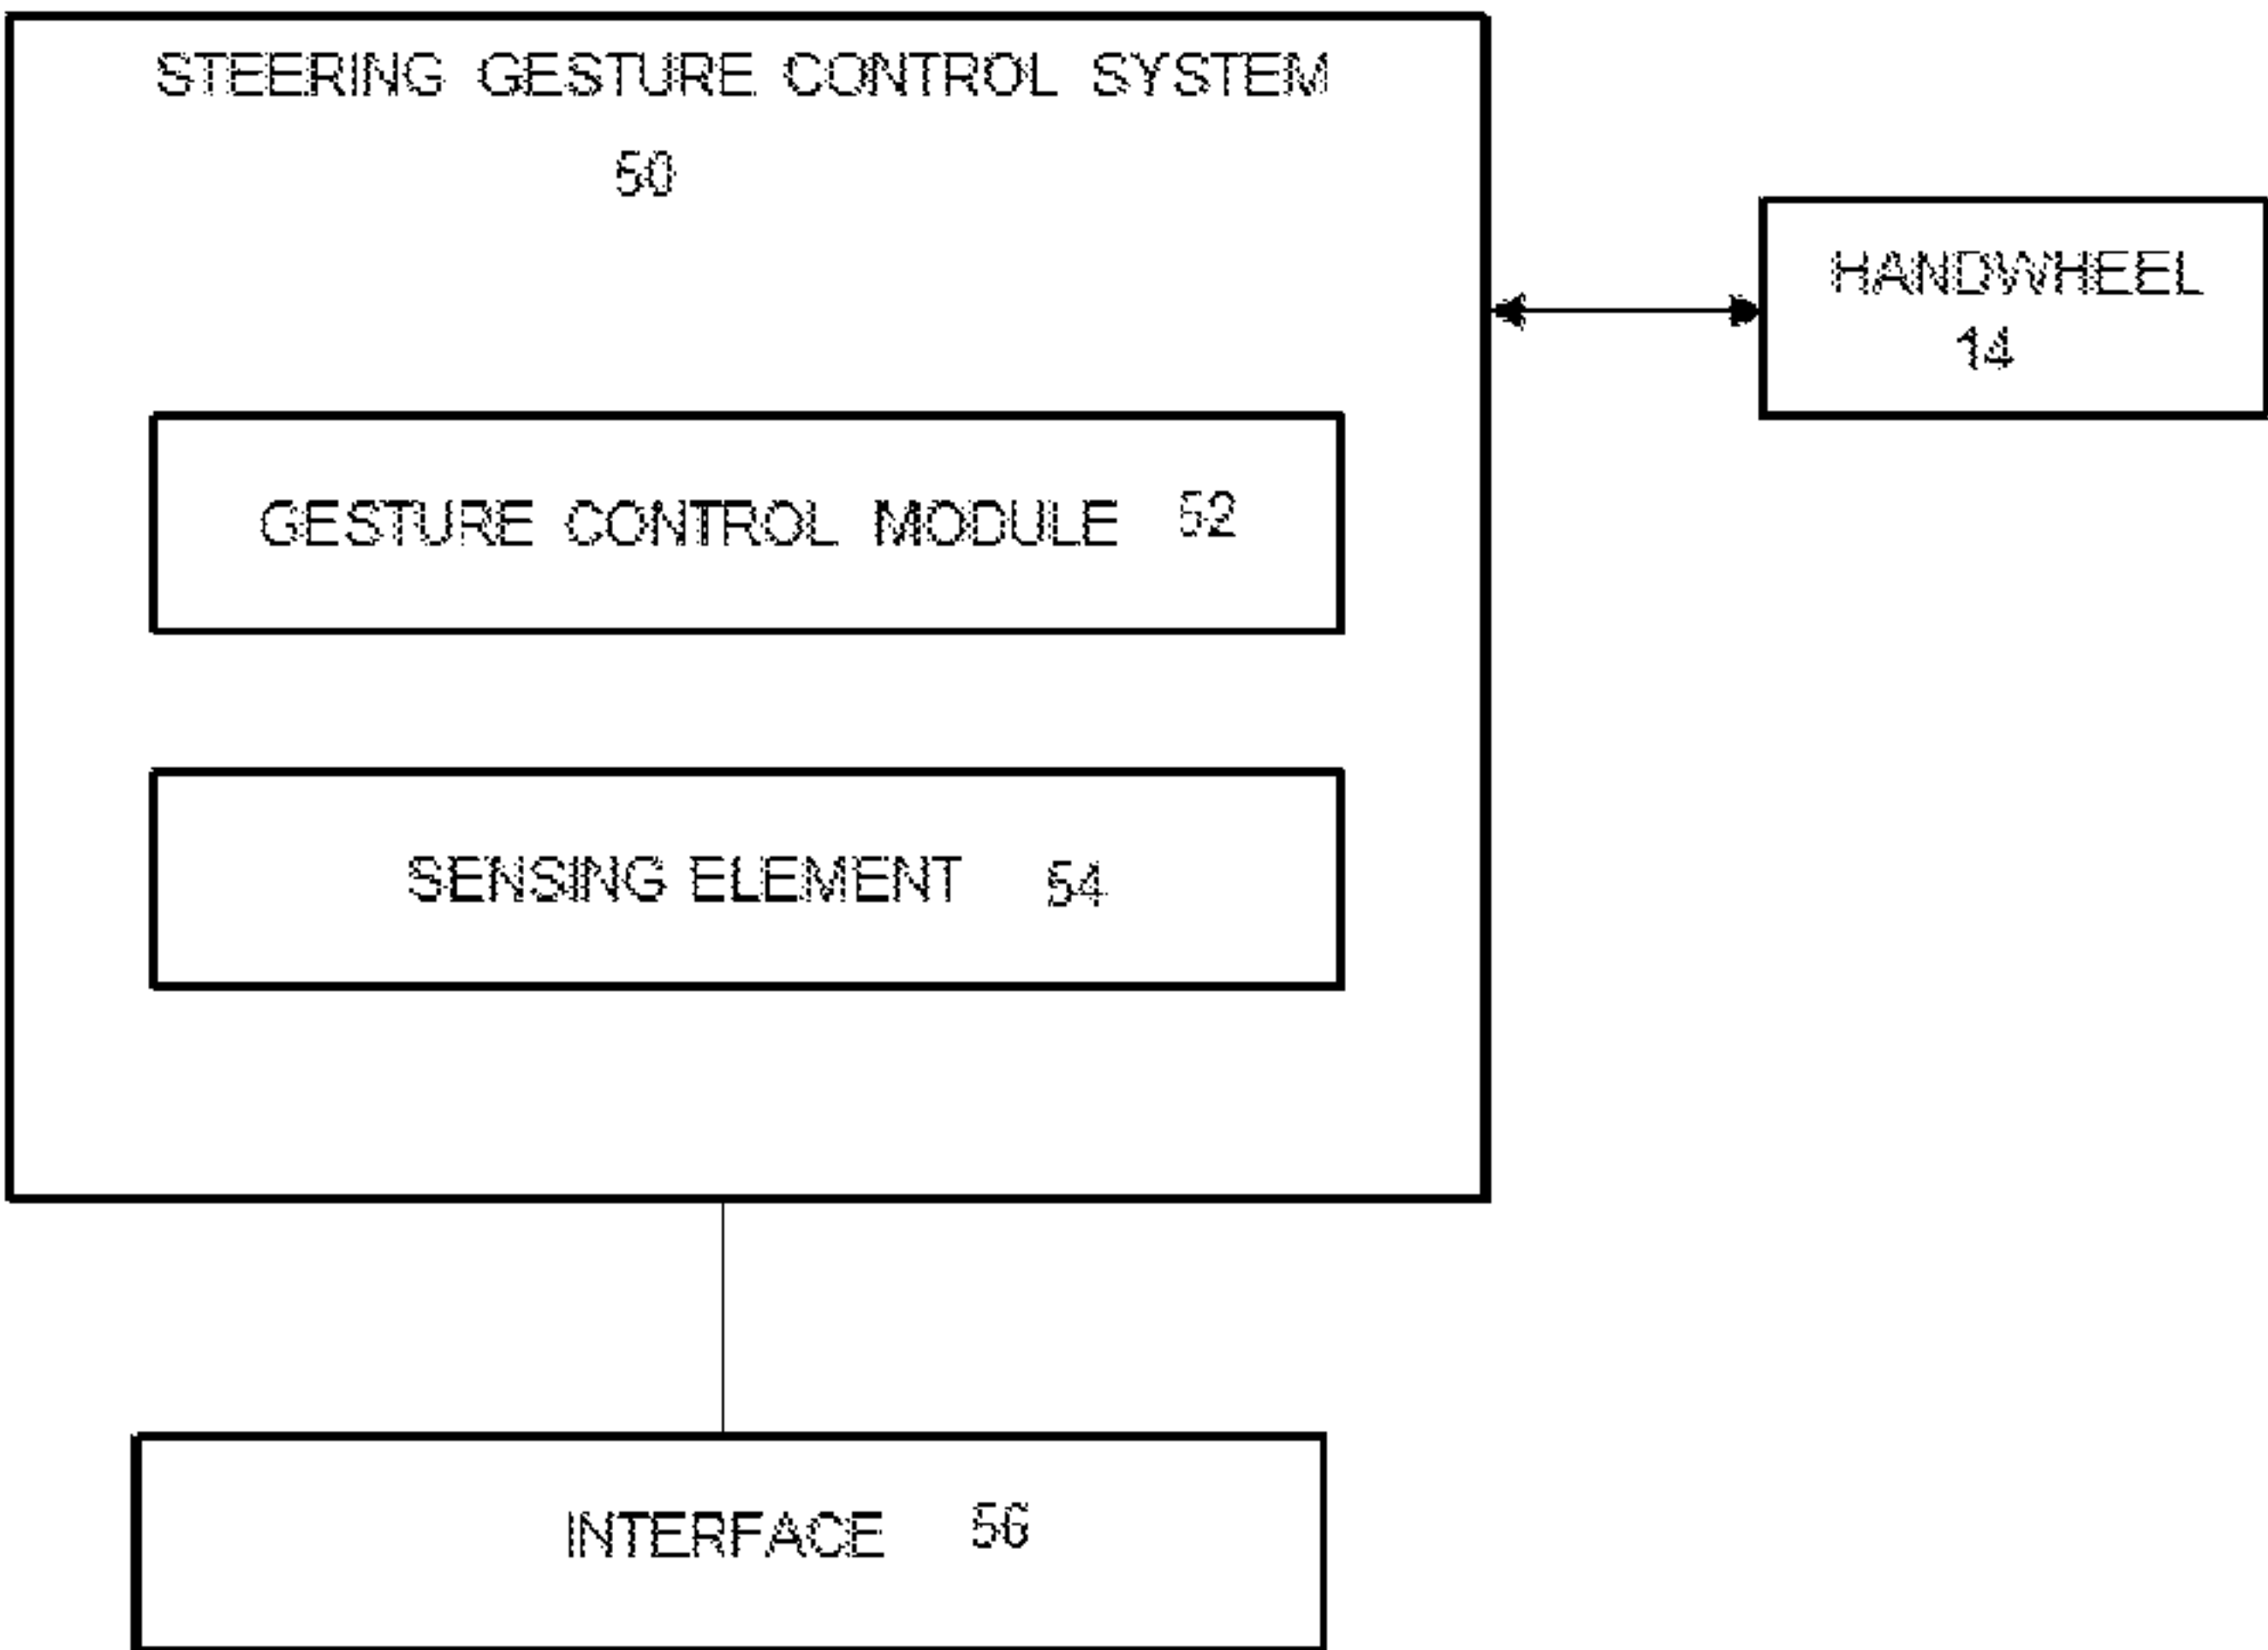 STEERING GESTURE CONTROL SYSTEM
50
HANDWHEEL
14
GESTURE CONTROL MODULE 52
SENSING ELEMENT 54
INTERFACE 56